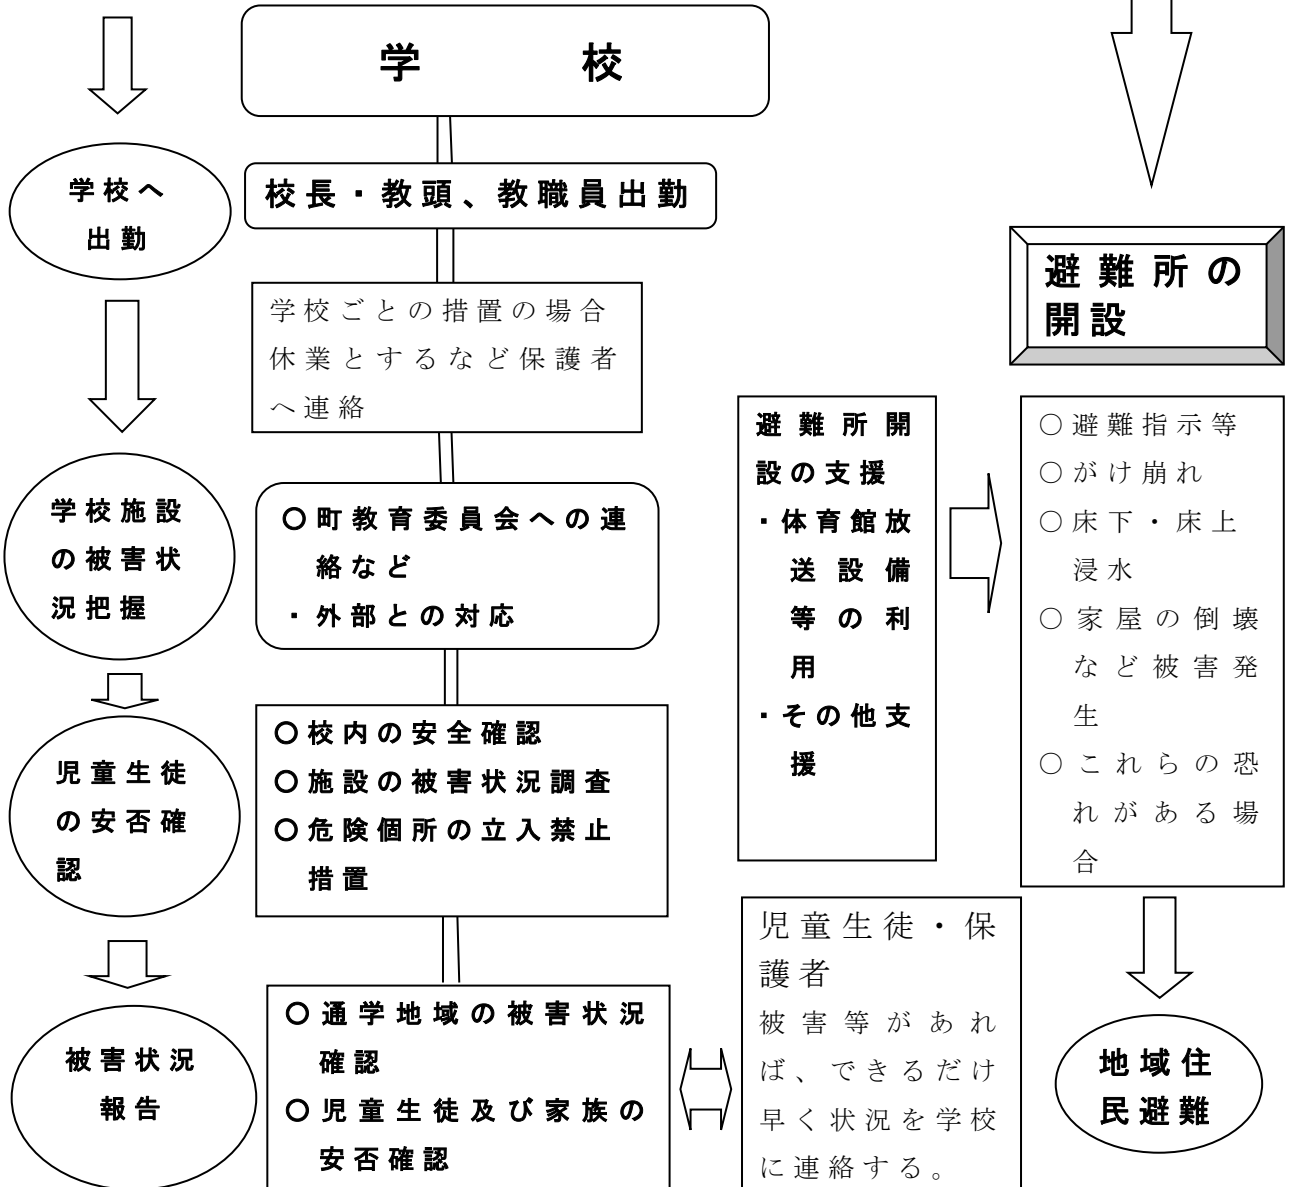 学校
学校へ
出勤
校長・教頭、教職員出勤
学校ごとの措置の場合
休業とするなど保護者
へ連絡
学校施設
の被害状
況把握
〇町教育委員会への連
絡など
・外部との対応
児童生徒
の安否確
認
〇校内の安全確認
〇施設の被害状況調査
〇危険個所の立入禁止
措置
被害状況
報告
〇通学地域の被害状況
確認
〇児童生徒及び家族の
安否確認
避難所開
設の支援
・体育館放
送設備
等の利
用
・その他支
援
児童生徒・保
護者
被害等があれ
ば、できるだけ
早く状況を学校
に連絡する。
避難所の
開設
〇避難指示等
〇がけ崩れ
〇床下・床上
浸水
〇家屋の倒壊
など被害発
生
〇これらの恐
れがある場
合
地域住
民避難